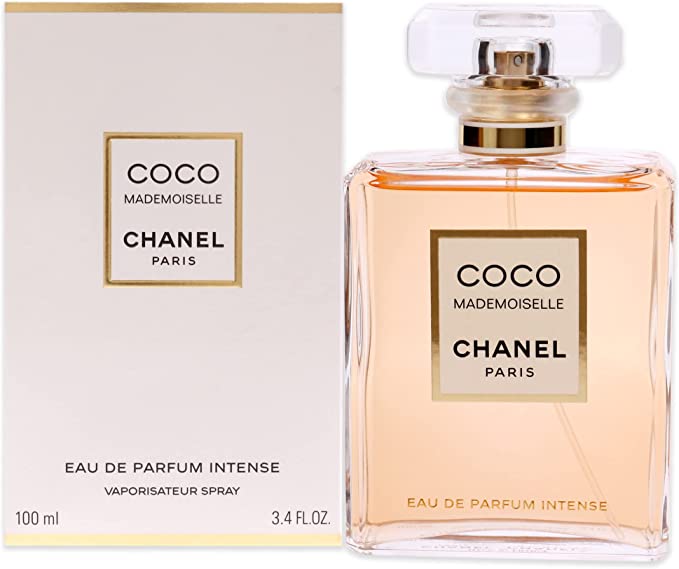 COCO
MADEMOISELLE
CHANEL
PARIS
EAU DE PARFUM INTENSE
VAPORISATEUR SPRAY
100 ml 3.4 FL.OZ.
COCO
MADEMOISELLE
CHANEL
PARIS
EAU DE PARFUM INTENSE